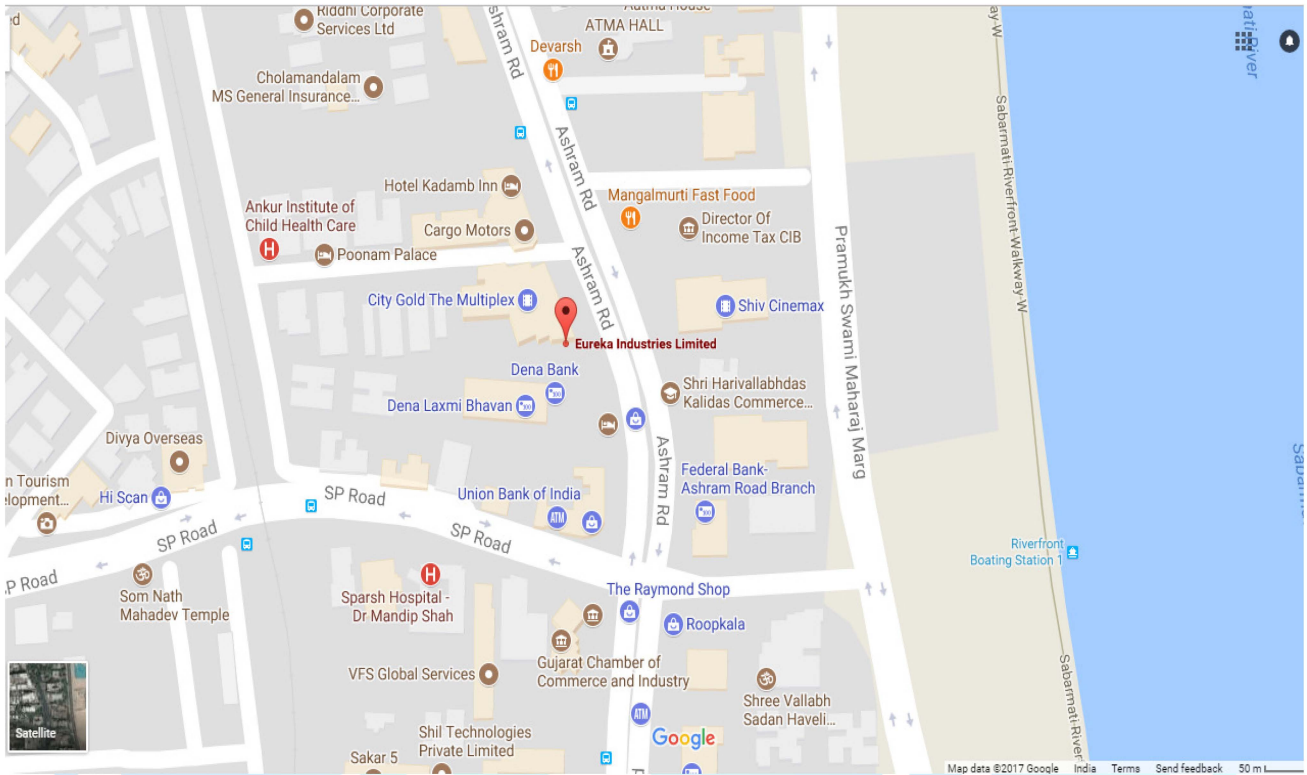 ed
Riddhi Corporate
Services Ltd
Ashram Rd
Aatma House
ATMA HALL
Devarsh
Cholamandalam
MS General Insurance...
Ashram Rd
Hotel Kadamb Inn
Mangalmurti Fast Food
Ankur Institute of
Child Health Care
Cargo Motors
Director Of
Income Tax CIB
Poonam Palace
Ashram Rd
Pramukh Swami Maharaj Marg
Sabarmati Riverfront Walkway W
City Gold The Multiplex
Shiv Cinemax
Eureka Industries Limited
Dena Bank
Shri Harivallabhdas
Kalidas Commerce...
Dena Laxmi Bhavan
Divya Overseas
Ashram Rd
n Tourism
elopment...
Hi Scan
SP Road
Union Bank of India
ATM
Federal Bank-
Ashram Road Branch
SP Road
SP Road
Riverfront
Boating Station 1
SP Road
Som Nath
Mahadev Temple
Sparsh Hospital -
Dr Mandip Shah
The Raymond Shop
Roopkala
VFS Global Services
Gujarat Chamber of
Commerce and Industry
Shree Vallabh
Sadan Haveli...
ATM
Satellite
Shil Technologies
Private Limited
Sakar 5
Google
Map data ©2017 Google India Terms Send feedback 50 m